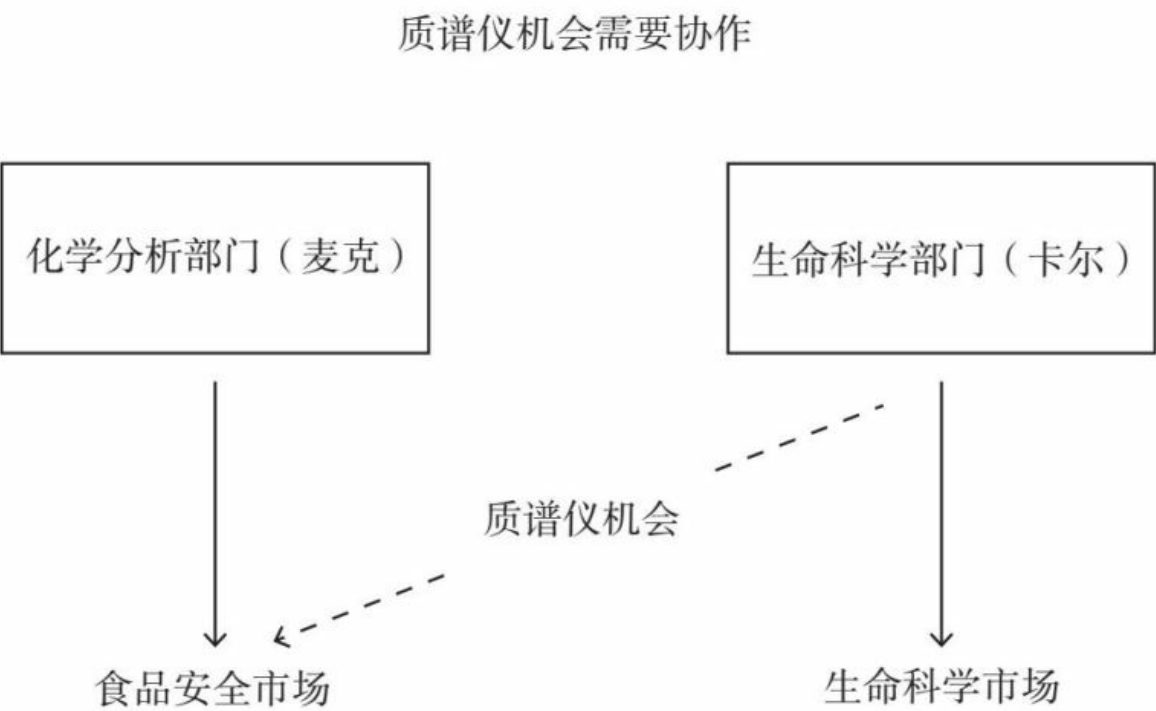 质谱仪机会需要协作
化学分析部门（麦克）
生命科学部门（卡尔）
质谱仪机会
食品安全市场
生命科学市场